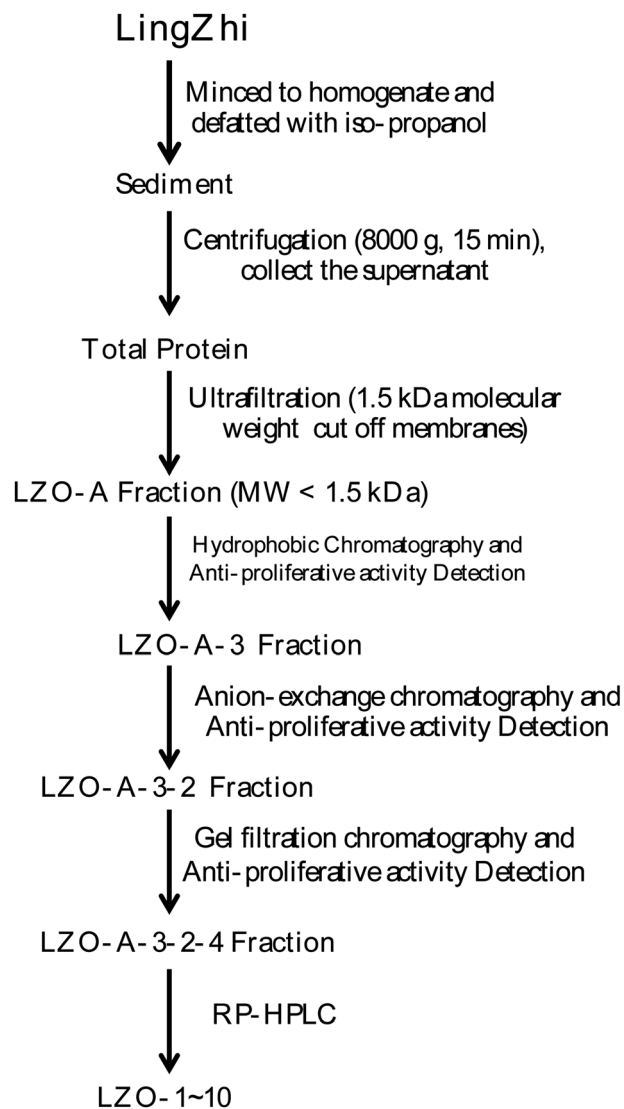 LingZhi
Minced to homogenate and
defatted with iso-propanol
Sediment
Centrifugation (8000 g, 15 min),
collect the supernatant
Total Protein
Ultrafiltration (1.5 kDa molecular
weight cut off membranes)
LZO-A Fraction (MW < 1.5 kDa)
Hydrophobic Chromatography and
Anti-proliferative activity Detection
LZO-A-3 Fraction
Anion-exchange chromatography and
Anti-proliferative activity Detection
LZO-A-3-2 Fraction
Gel filtration chromatography and
Anti-proliferative activity Detection
LZO-A-3-2-4 Fraction
RP-HPLC
LZO-1~10